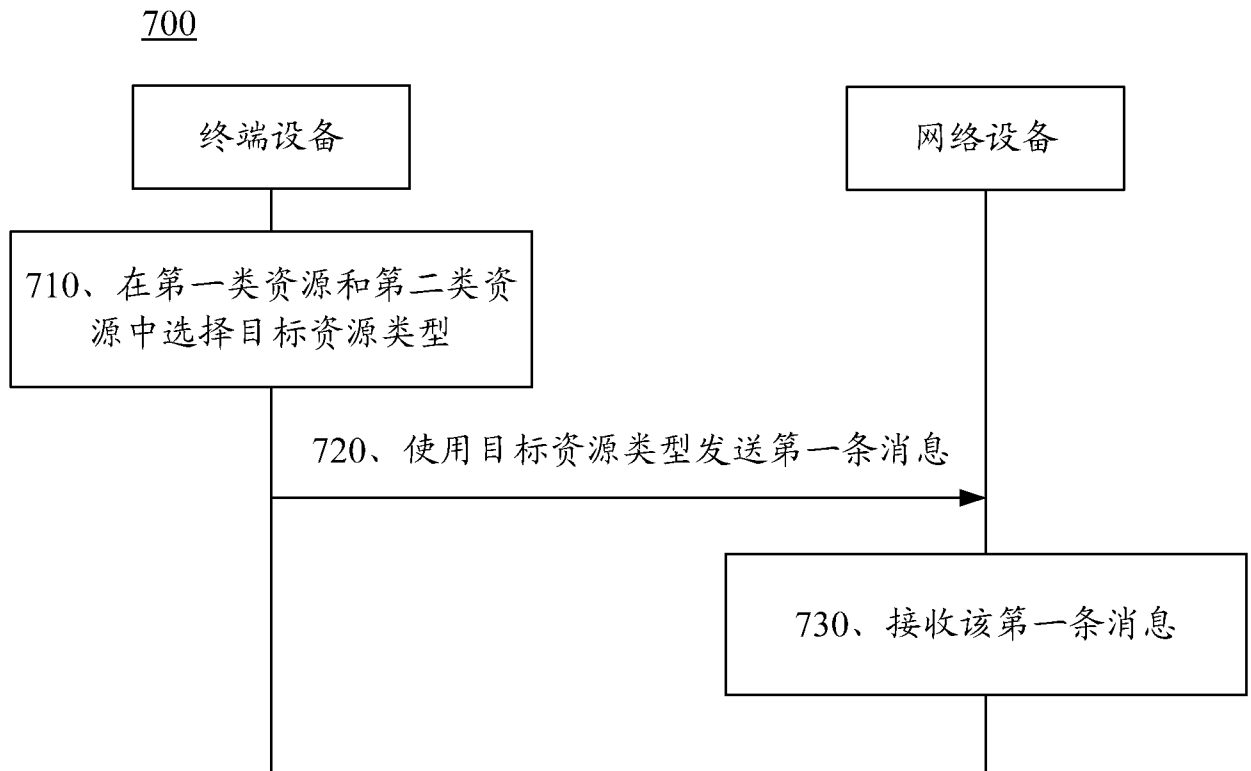 700
终端设备
网络设备
710、在第一类资源和第二类资
源中选择目标资源类型
720、使用目标资源类型发送第一条消息
730、接收该第一条消息